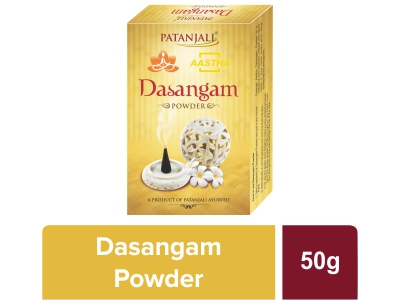 PATANJALI
AASTHA
Dasangam
POWDER
A PRODUCT OF PATANJALI AYURVED
Dasangam
Powder
50g